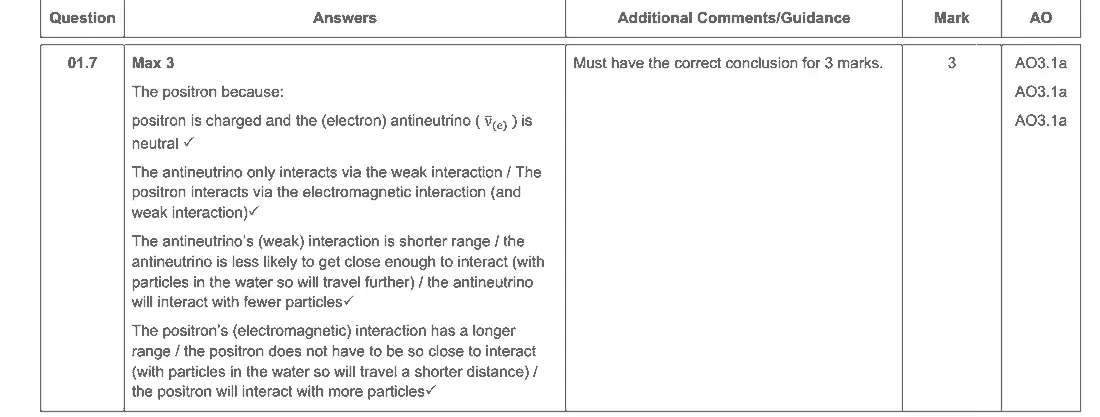 Question Answers Additional Comments/Guidance Mark AO
01.7 Max 3 Must have the correct conclusion for 3 marks. 3 AO3.1a
The positron because: AO3.1a
positron is charged and the (electron) antineutrino ( ν̅₍ₑ₎ ) is AO3.1a
neutral ✓
The antineutrino only interacts via the weak interaction / The
positron interacts via the electromagnetic interaction (and
weak interaction)✓
The antineutrino's (weak) interaction is shorter range / the
antineutrino is less likely to get close enough to interact (with
particles in the water so will travel further) / the antineutrino
will interact with fewer particles✓
The positron's (electromagnetic) interaction has a longer
range / the positron does not have to be so close to interact
(with particles in the water so will travel a shorter distance) /
the positron will interact with more particles✓